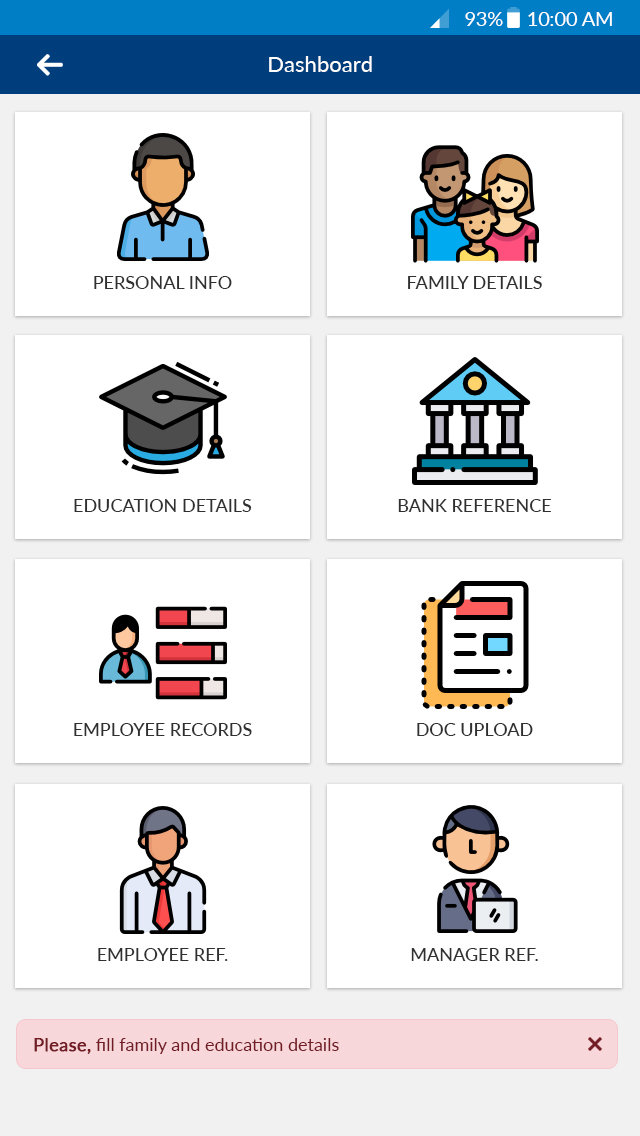 93% 10:00 AM
Dashboard
PERSONAL INFO
FAMILY DETAILS
EDUCATION DETAILS
BANK REFERENCE
EMPLOYEE RECORDS
DOC UPLOAD
EMPLOYEE REF.
MANAGER REF.
Please, fill family and education details